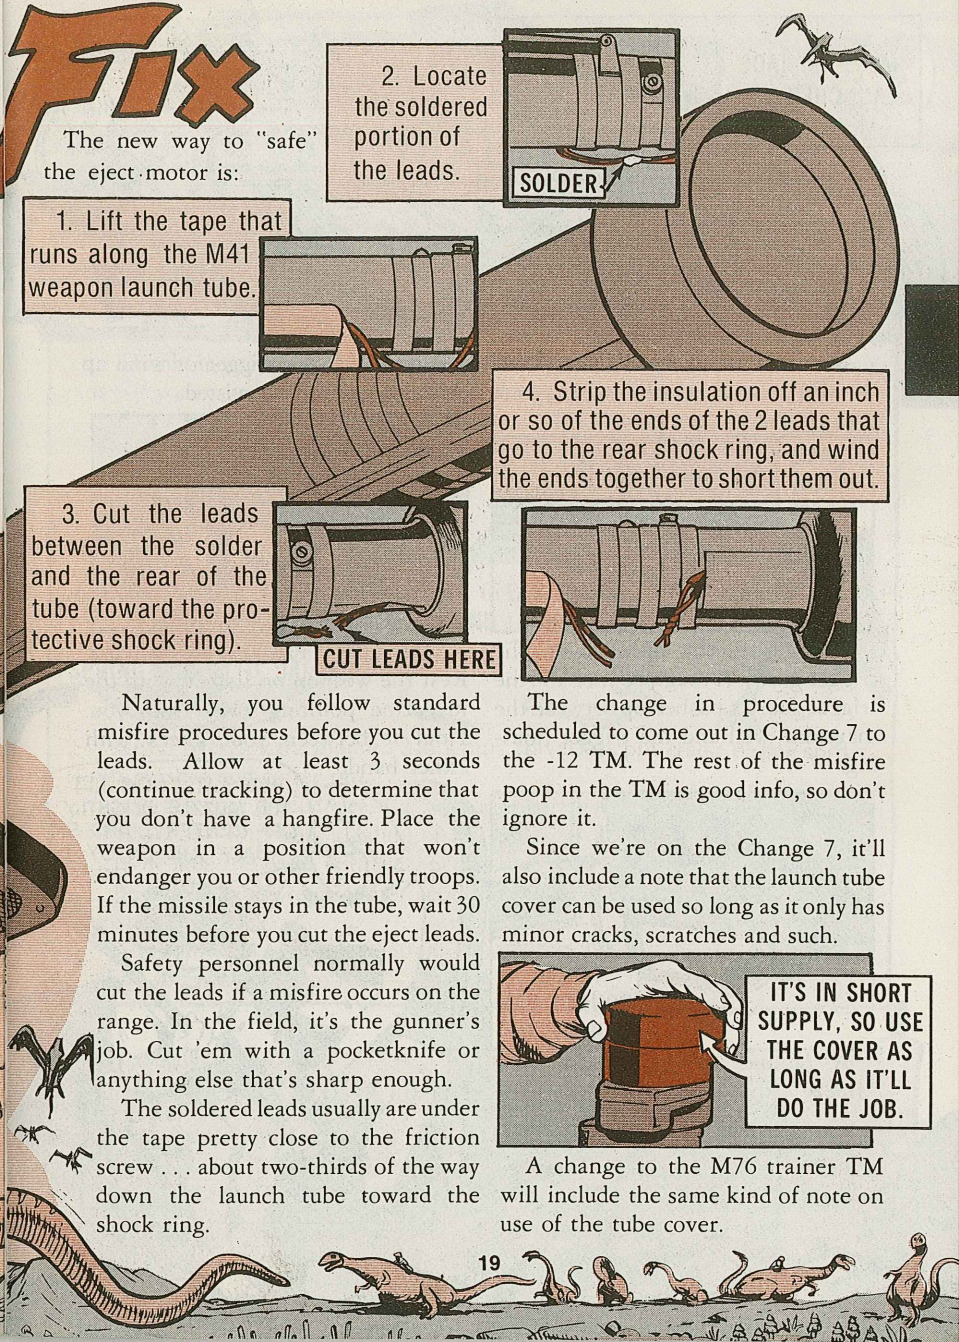 Fix
The new way to "safe"
the eject motor is:
1. Lift the tape that
runs along the M41
weapon launch tube.
2. Locate
the soldered
portion of
the leads.
SOLDER
3. Cut the leads
between the solder
and the rear of the
tube (toward the pro-
tective shock ring).
CUT LEADS HERE
4. Strip the insulation off an inch
or so of the ends of the 2 leads that
go to the rear shock ring, and wind
the ends together to short them out.
Naturally, you follow standard
misfire procedures before you cut the
leads. Allow at least 3 seconds
(continue tracking) to determine that
you don't have a hangfire. Place the
weapon in a position that won't
endanger you or other friendly troops.
If the missile stays in the tube, wait 30
minutes before you cut the eject leads.
Safety personnel normally would
cut the leads if a misfire occurs on the
range. In the field, it's the gunner's
job. Cut 'em with a pocketknife or
anything else that's sharp enough.
The soldered leads usually are under
the tape pretty close to the friction
screw . . . about two-thirds of the way
down the launch tube toward the
shock ring.
The change in procedure is
scheduled to come out in Change 7 to
the -12 TM. The rest of the misfire
poop in the TM is good info, so don't
ignore it.
Since we're on the Change 7, it'll
also include a note that the launch tube
cover can be used so long as it only has
minor cracks, scratches and such.
IT'S IN SHORT
SUPPLY, SO USE
THE COVER AS
LONG AS IT'LL
DO THE JOB.
A change to the M76 trainer TM
will include the same kind of note on
use of the tube cover.
19